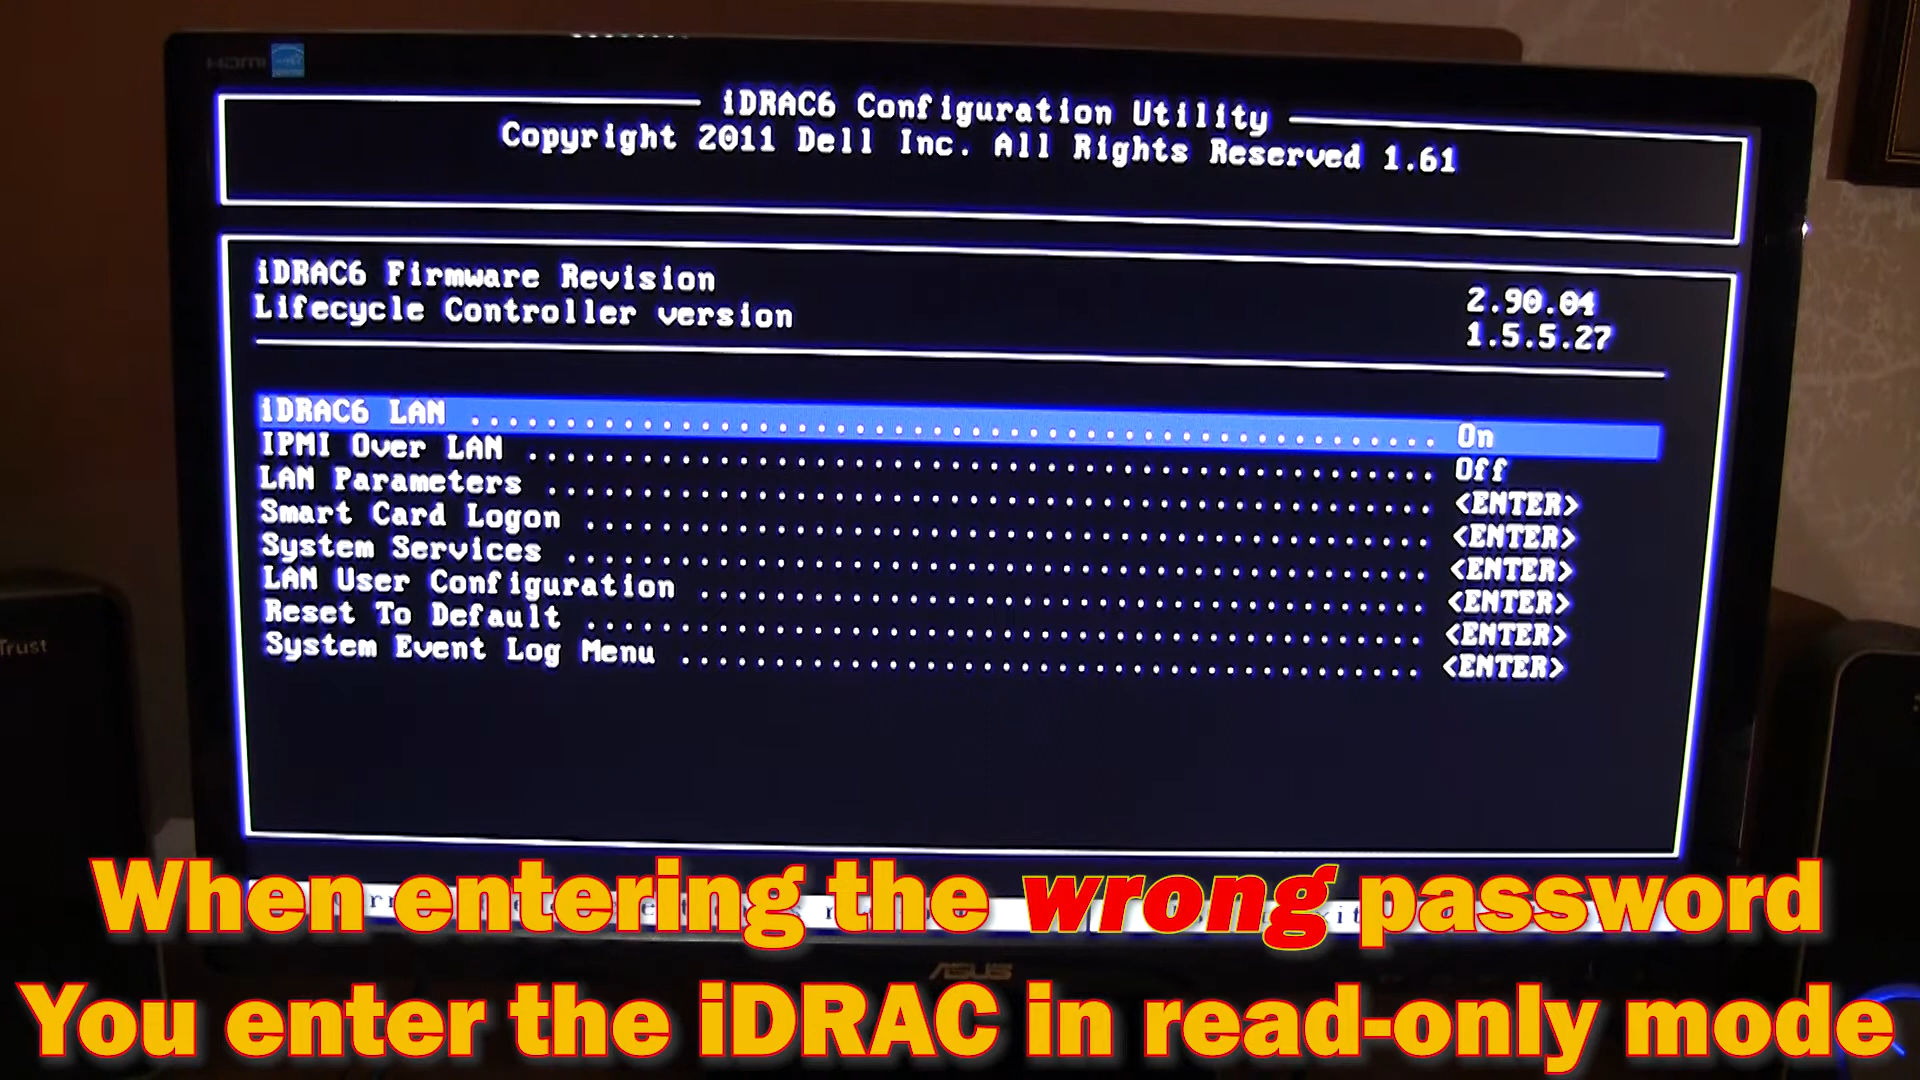 HDMI
iDRAC6 Configuration Utility
Copyright 2011 Dell Inc. All Rights Reserved 1.61
iDRAC6 Firmware Revision 2.90.04
Lifecycle Controller version 1.5.5.27
iDRAC6 LAN ................................................ On
IPMI Over LAN ................................................ Off
LAN Parameters ............................................... <ENTER>
Smart Card Logon ............................................. <ENTER>
System Services .............................................. <ENTER>
LAN User Configuration ....................................... <ENTER>
Reset To Default ............................................. <ENTER>
System Event Log Menu ........................................ <ENTER>
Trust
When entering the wrong password
ASUS
You enter the iDRAC in read-only mode